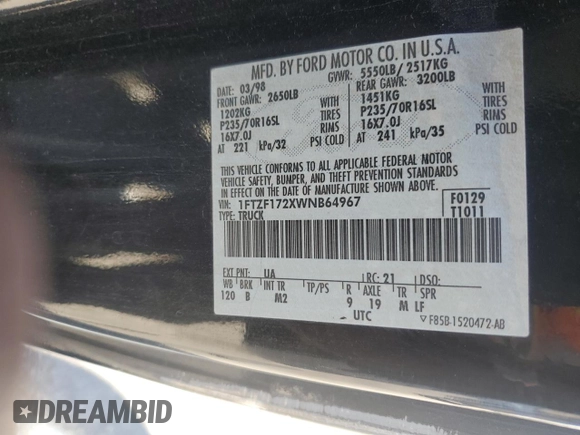 MFD. BY FORD MOTOR CO. IN U.S.A.
DATE: 03/98 GVWR: 5550LB/ 2517KG
FRONT GAWR: 2650LB REAR GAWR: 3200LB
1202KG WITH 1451KG WITH
P235/70R16SL TIRES P235/70R16SL TIRES
16X7.0J RIMS 16X7.0J RIMS
AT 221 kPa/32 PSI COLD AT 241 kPa/35 PSI COLD
THIS VEHICLE CONFORMS TO ALL APPLICABLE FEDERAL MOTOR
VEHICLE SAFETY, BUMPER, AND THEFT PREVENTION STANDARDS
IN EFFECT ON THE DATE OF MANUFACTURE SHOWN ABOVE.
VIN: 1FTZF172XWNB64967 F0129
TYPE: TRUCK T1011
EXT PNT: UA RC: 21 DSO:
WB BRK INT TR TP/PS R AXLE TR SPR
120 B M2 9 19 M LF
UTC
▽ F85B-1520472-AB
DREAMBID